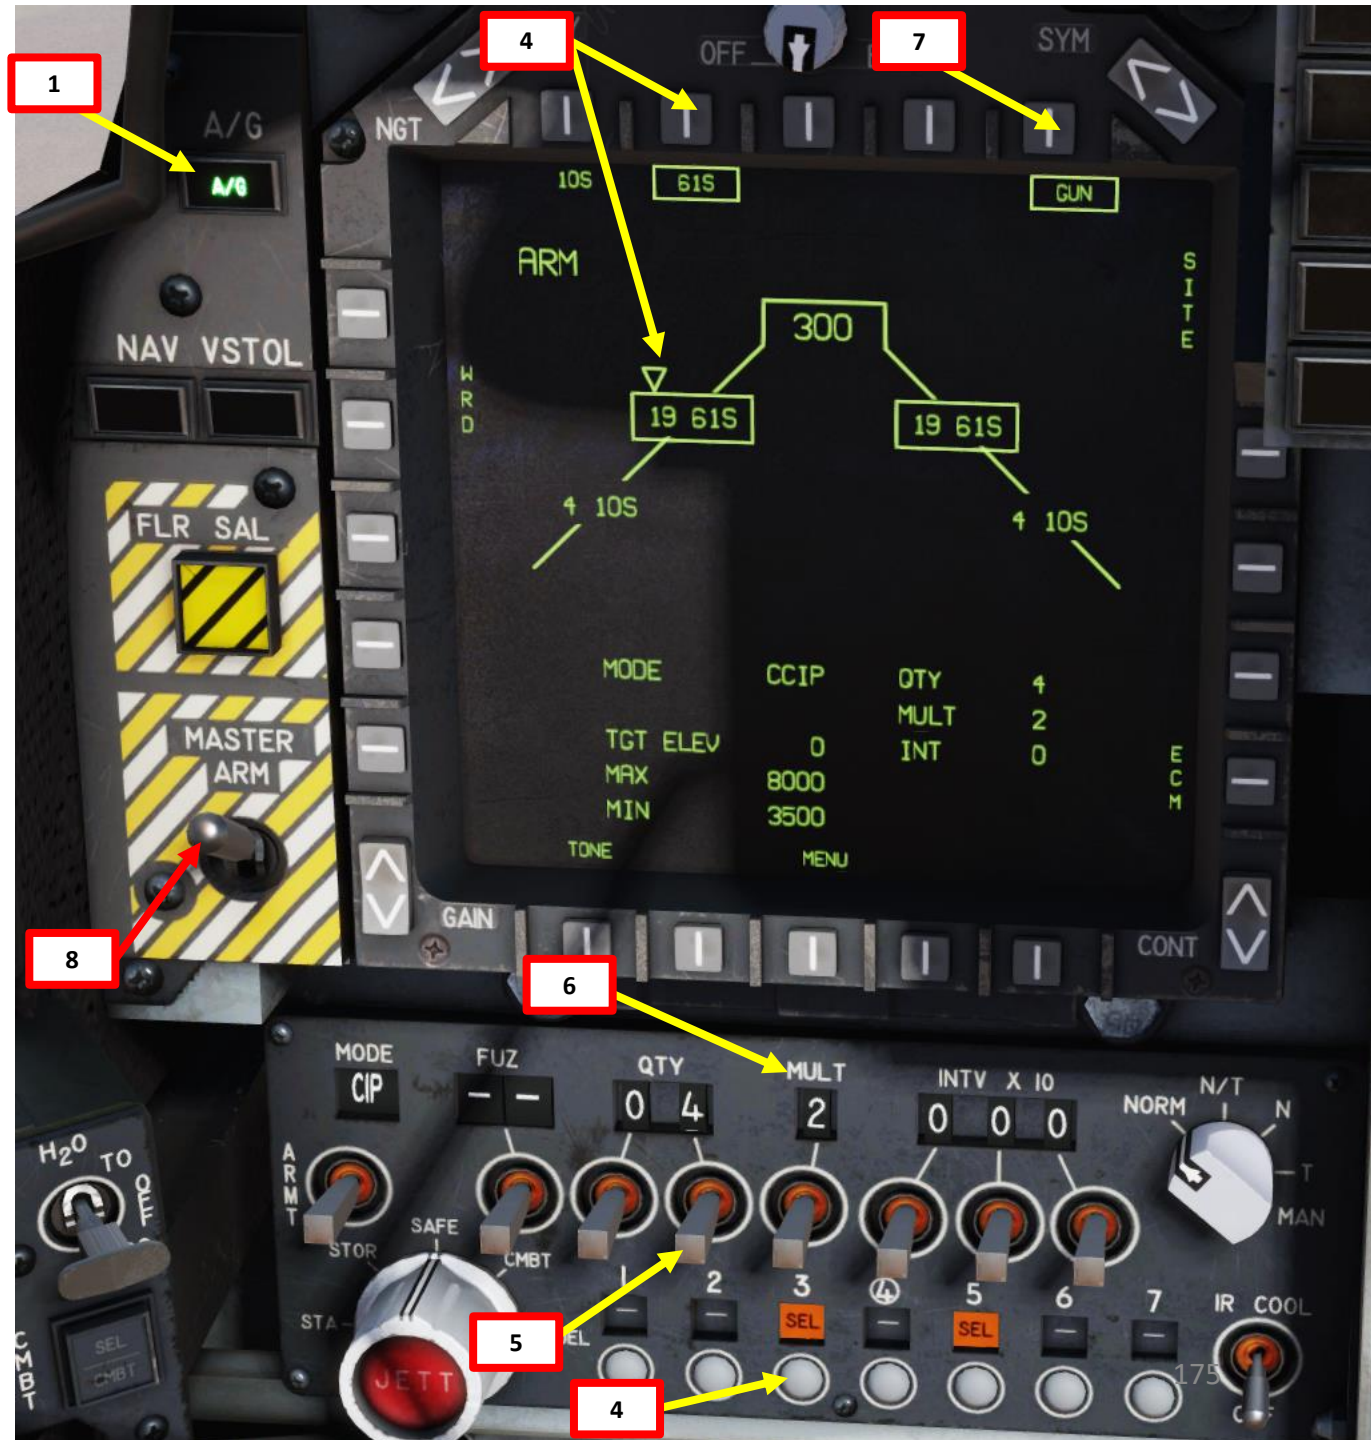 4
7
1
OFF
SYM
A/G
NGT
A/G
10S
61S
GUN
ARM
SITE
300
NAV VSTOL
WRD
19 61S
19 61S
4 10S
4 10S
FLR SAL
MODE CCIP QTY 4
MULT 2
TGT ELEV 0 INT 0
MAX 8000
MIN 3500
ECM
TONE
MENU
MASTER
ARM
GAIN
CONT
8
6
MODE
FUZ
QTY
MULT
INTV X 10
N/T
NORM
N
CIP
- -
0 4
2
0 0 0
T
MAN
H2O
TO
OFF
ARMT
SAFE
STOR
CMBT
STA
1 2 3 4 5 6 7
- - SEL - SEL - -
IR COOL
SEL
CMBT
CMBT
JETT
5
4
175